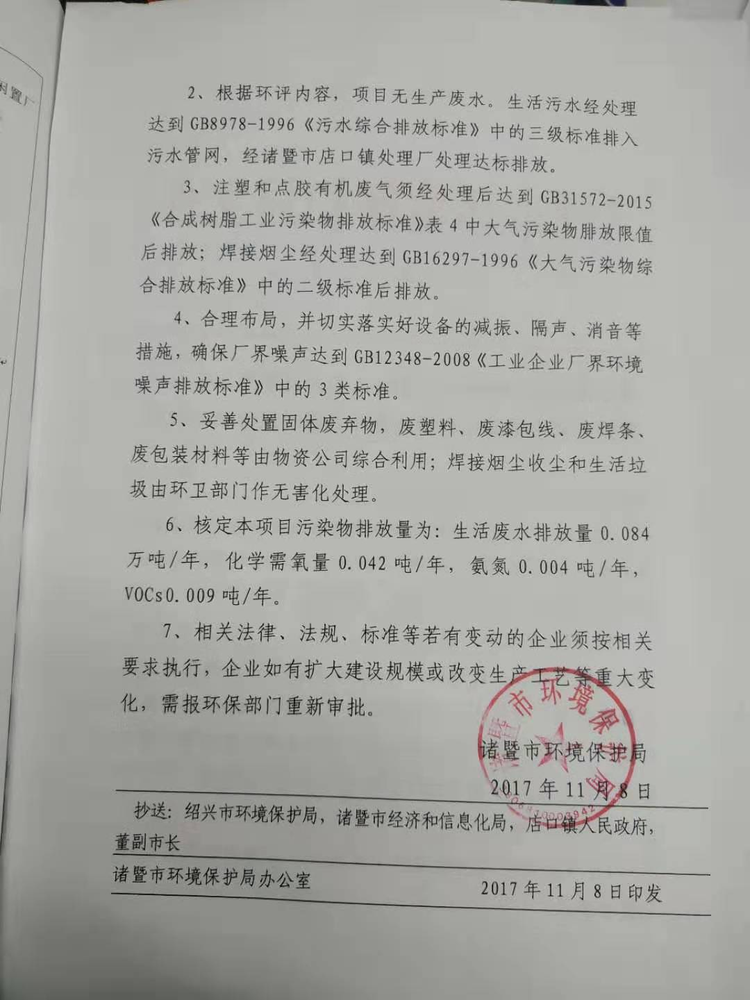 闲置厂
2、根据环评内容，项目无生产废水。生活污水经处理
达到GB8978-1996《污水综合排放标准》中的三级标准排入
污水管网，经诸暨市店口镇处理厂处理达标排放。
3、注塑和点胶有机废气须经处理后达到GB31572-2015
《合成树脂工业污染物排放标准》表4中大气污染物排放限值
后排放；焊接烟尘经处理达到GB16297-1996《大气污染物综
合排放标准》中的二级标准后排放。
4、合理布局，并切实落实好设备的减振、隔声、消音等
措施，确保厂界噪声达到GB12348-2008《工业企业厂界环境
噪声排放标准》中的3类标准。
5、妥善处置固体废弃物，废塑料、废漆包线、废焊条、
废包装材料等由物资公司综合利用；焊接烟尘收尘和生活垃
圾由环卫部门作无害化处理。
6、核定本项目污染物排放量为：生活废水排放量0.084
万吨/年，化学需氧量0.042吨/年，氨氮0.004吨/年，
VOCs0.009吨/年。
7、相关法律、法规、标准等若有变动的企业须按相关
要求执行，企业如有扩大建设规模或改变生产工艺等重大变
化，需报环保部门重新审批。
诸暨市环境保护局
诸暨市环境保护局
2017年11月8日
抄送：绍兴市环境保护局，诸暨市经济和信息化局，店口镇人民政府，
董副市长
诸暨市环境保护局办公室 2017年11月8日印发